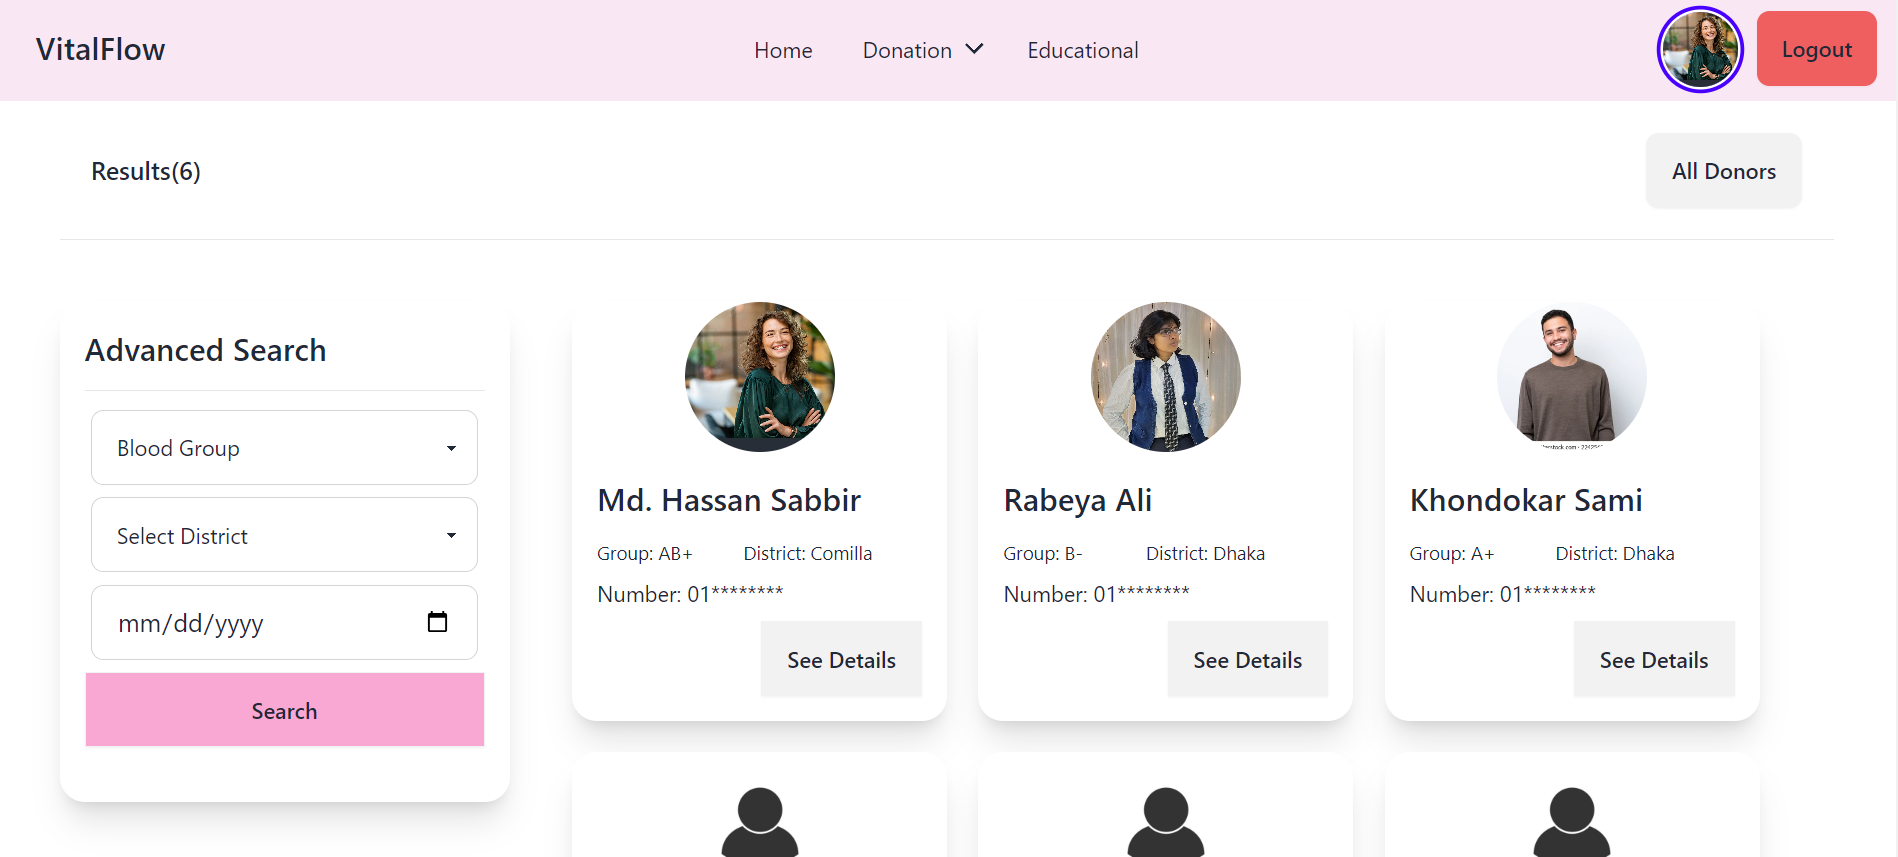 VitalFlow
Home Donation Educational
Logout
Results(6)
All Donors
Advanced Search
Blood Group
Select District
mm/dd/yyyy
Search
Md. Hassan Sabbir
Group: AB+ District: Comilla
Number: 01********
See Details
Rabeya Ali
Group: B- District: Dhaka
Number: 01********
See Details
Khondokar Sami
Group: A+ District: Dhaka
Number: 01********
See Details